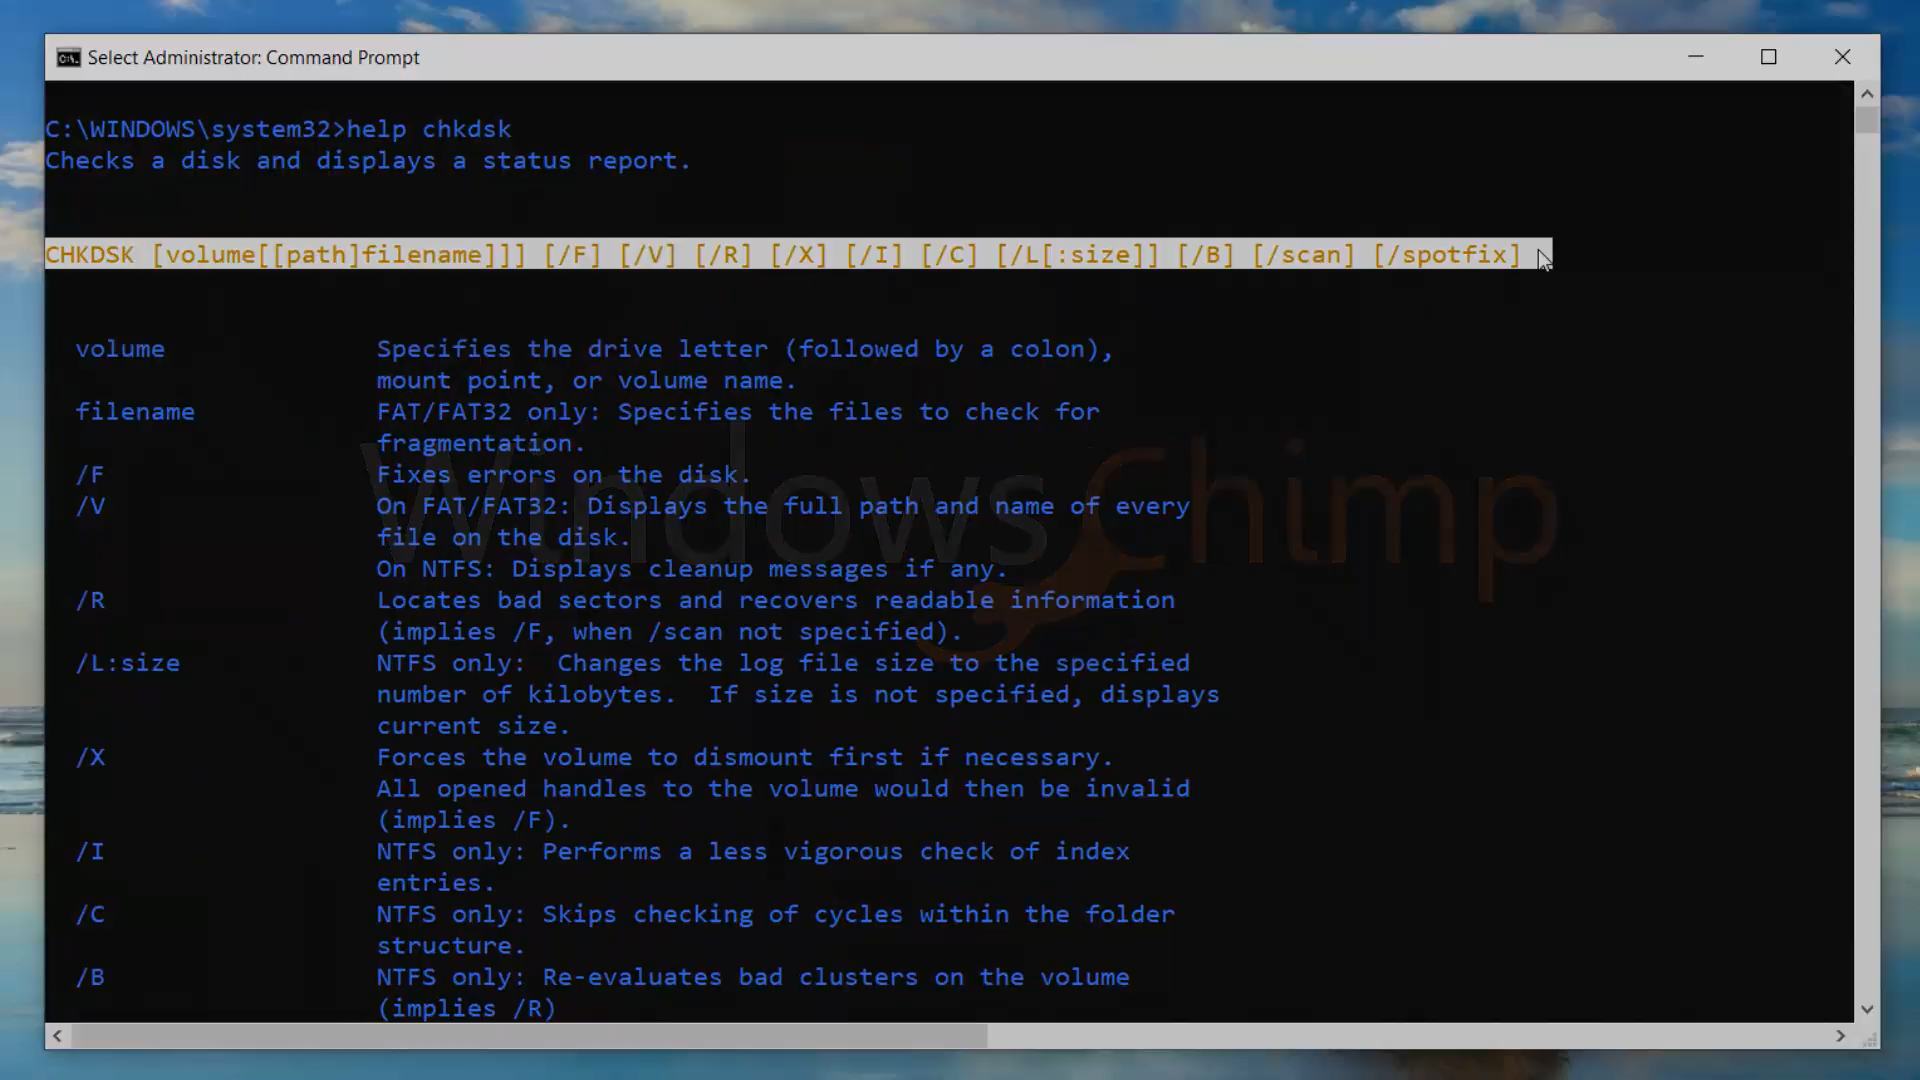 Select Administrator: Command Prompt
C:\WINDOWS\system32>help chkdsk
Checks a disk and displays a status report.
CHKDSK [volume[[path]filename]]] [/F] [/V] [/R] [/X] [/I] [/C] [/L[:size]] [/B] [/scan] [/spotfix]
volume Specifies the drive letter (followed by a colon),
mount point, or volume name.
filename FAT/FAT32 only: Specifies the files to check for
fragmentation.
/F Fixes errors on the disk.
/V On FAT/FAT32: Displays the full path and name of every
file on the disk.
On NTFS: Displays cleanup messages if any.
/R Locates bad sectors and recovers readable information
(implies /F, when /scan not specified).
/L:size NTFS only:  Changes the log file size to the specified
number of kilobytes.  If size is not specified, displays
current size.
/X Forces the volume to dismount first if necessary.
All opened handles to the volume would then be invalid
(implies /F).
/I NTFS only: Performs a less vigorous check of index
entries.
/C NTFS only: Skips checking of cycles within the folder
structure.
/B NTFS only: Re-evaluates bad clusters on the volume
(implies /R)
WindowsChimp